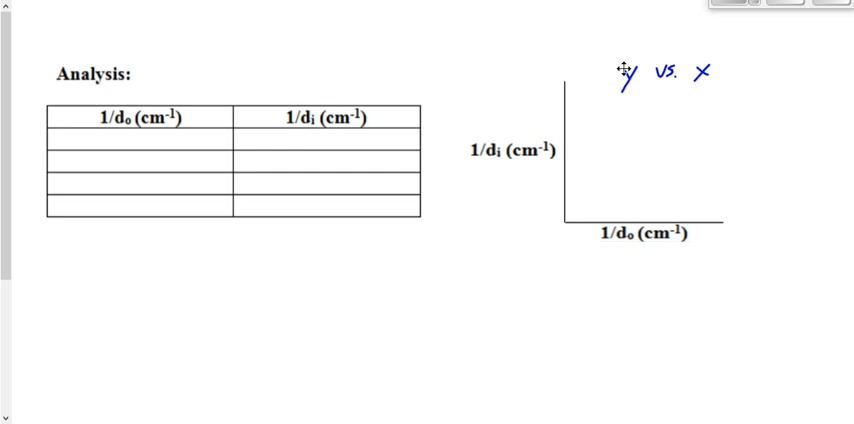 y vs. x
Analysis:
1/dₒ (cm⁻¹) 1/dᵢ (cm⁻¹)
1/dᵢ (cm⁻¹)
1/dₒ (cm⁻¹)